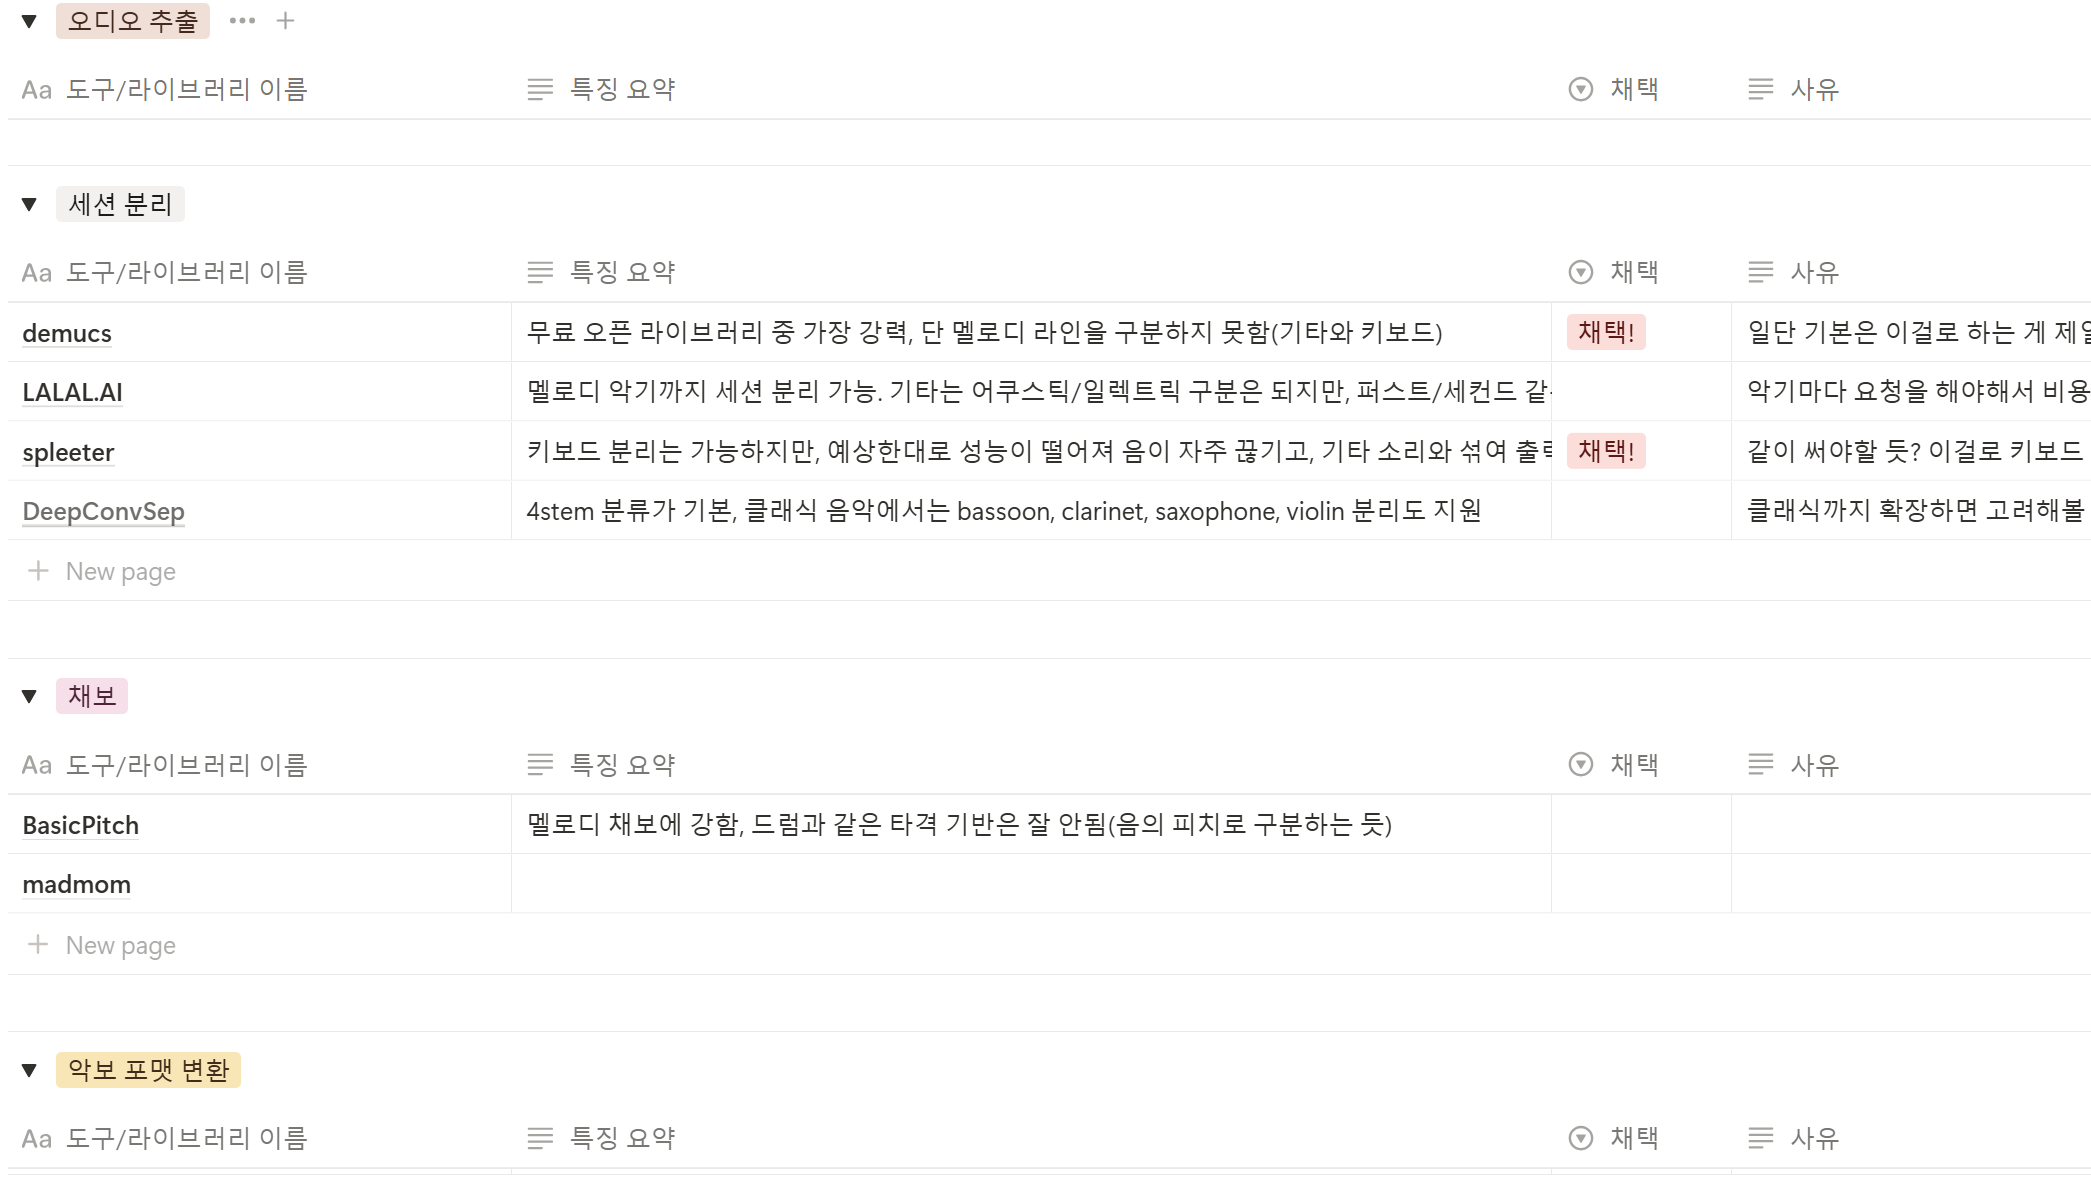 오디오 추출
Aa 도구/라이브러리 이름 특징 요약 채택 사유
세션 분리
Aa 도구/라이브러리 이름 특징 요약 채택 사유
demucs 무료 오픈 라이브러리 중 가장 강력, 단 멜로디 라인을 구분하지 못함(기타와 키보드) 채택! 일단 기본은 이걸로 하는 게
LALAL.AI 멜로디 악기까지 세션 분리 가능. 기타는 어쿠스틱/일렉트릭 구분은 되지만, 퍼스트/세컨드 악기마다 요청을 해야해서 비용
spleeter 키보드 분리는 가능하지만, 예상한대로 성능이 떨어져 음이 자주 끊기고, 기타 소리와 섞여 채택! 같이 써야할 듯? 이걸로 키보드
DeepConvSep 4stem 분류가 기본, 클래식 음악에서는 bassoon, clarinet, saxophone, violin 분리도 지원 클래식까지 확장하면 고려해볼
New page
채보
Aa 도구/라이브러리 이름 특징 요약 채택 사유
BasicPitch 멜로디 채보에 강함, 드럼과 같은 타격 기반은 잘 안됨(음의 피치로 구분하는 듯)
madmom
New page
악보 포맷 변환
Aa 도구/라이브러리 이름 특징 요약 채택 사유